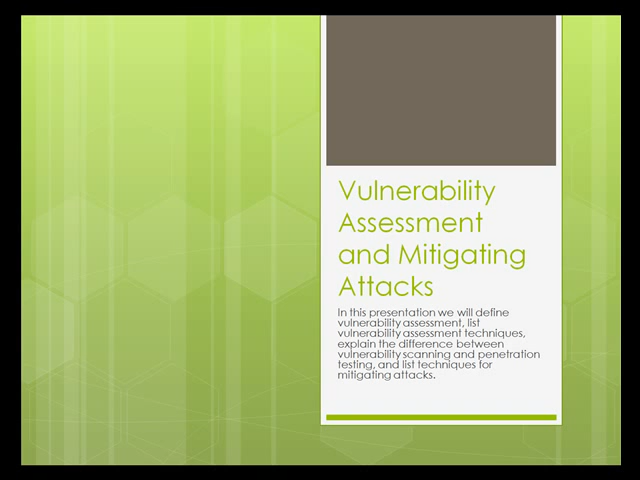 Vulnerability
Assessment
and Mitigating
Attacks
In this presentation we will define
vulnerability assessment, list
vulnerability assessment techniques,
explain the difference between
vulnerability scanning and penetration
testing, and list techniques for
mitigating attacks.